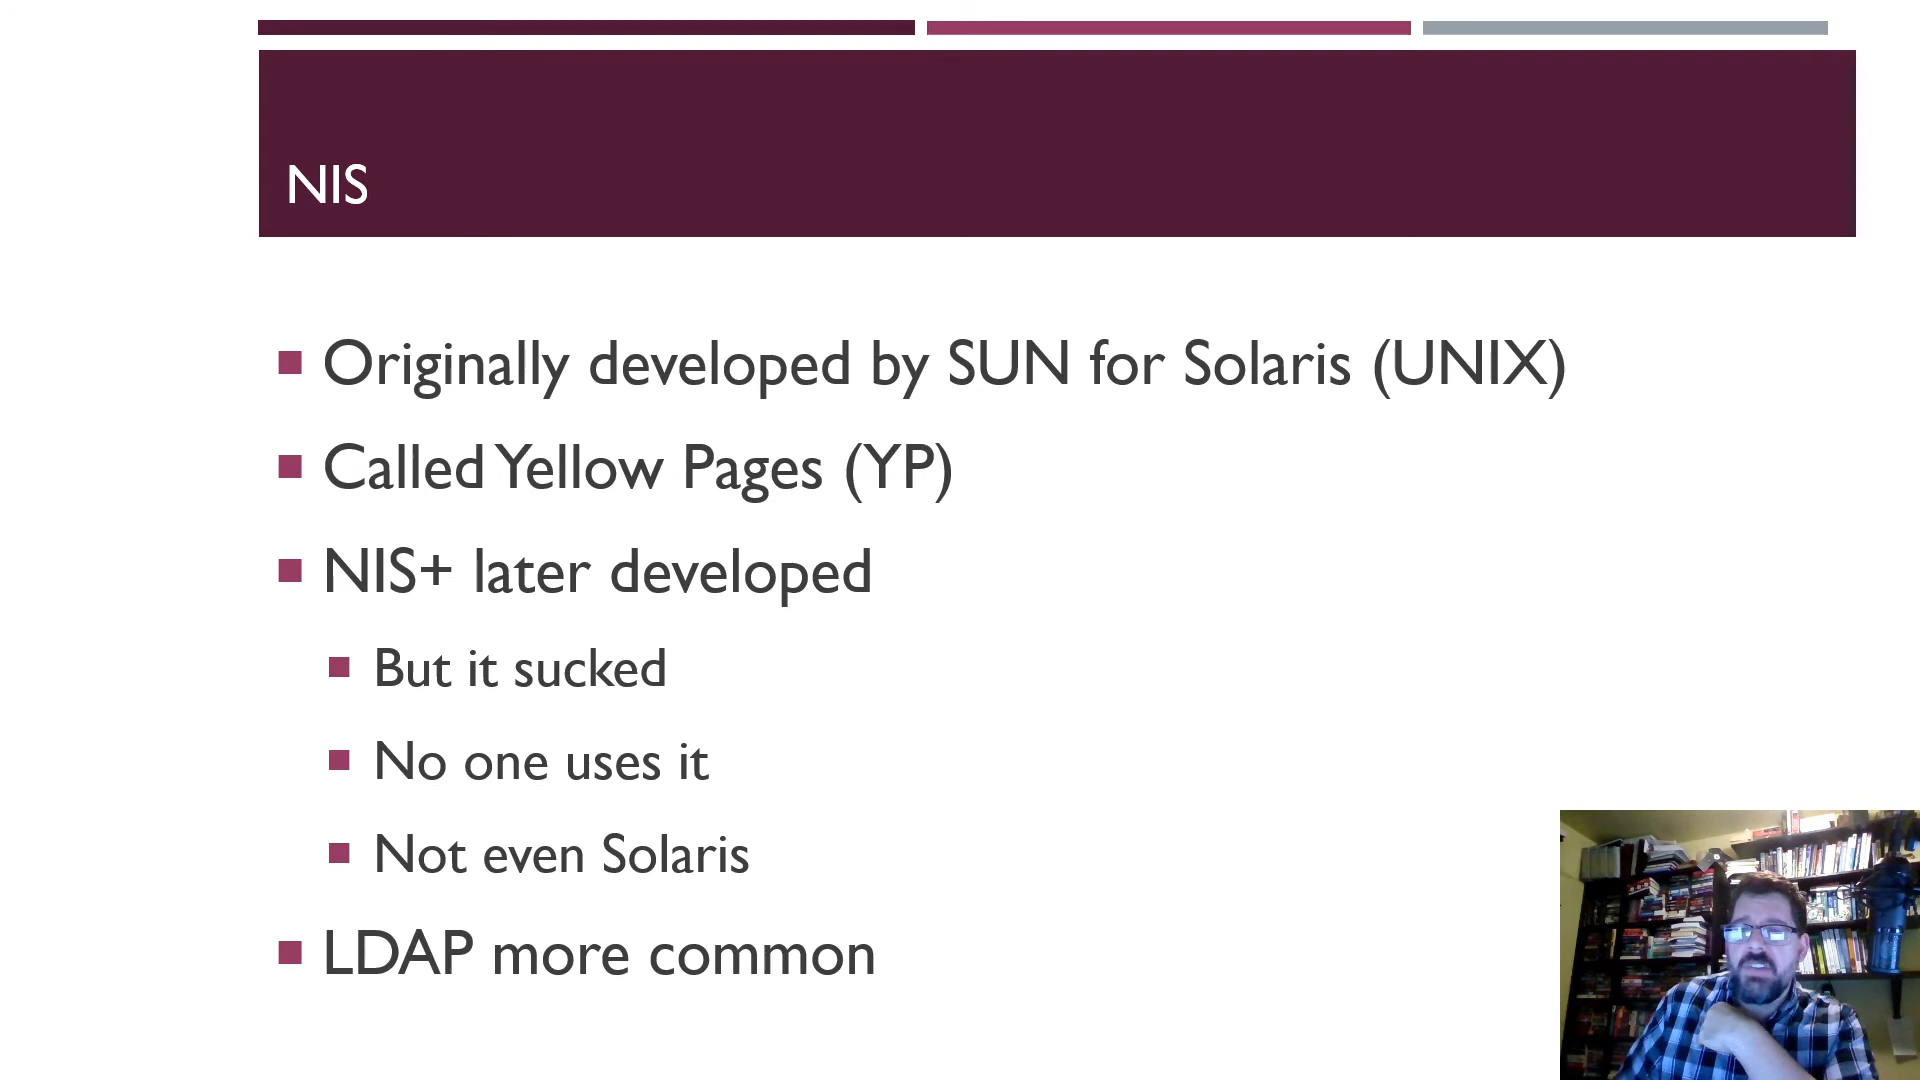 NIS
Originally developed by SUN for Solaris (UNIX)
Called Yellow Pages (YP)
NIS+ later developed
But it sucked
No one uses it
Not even Solaris
LDAP more common